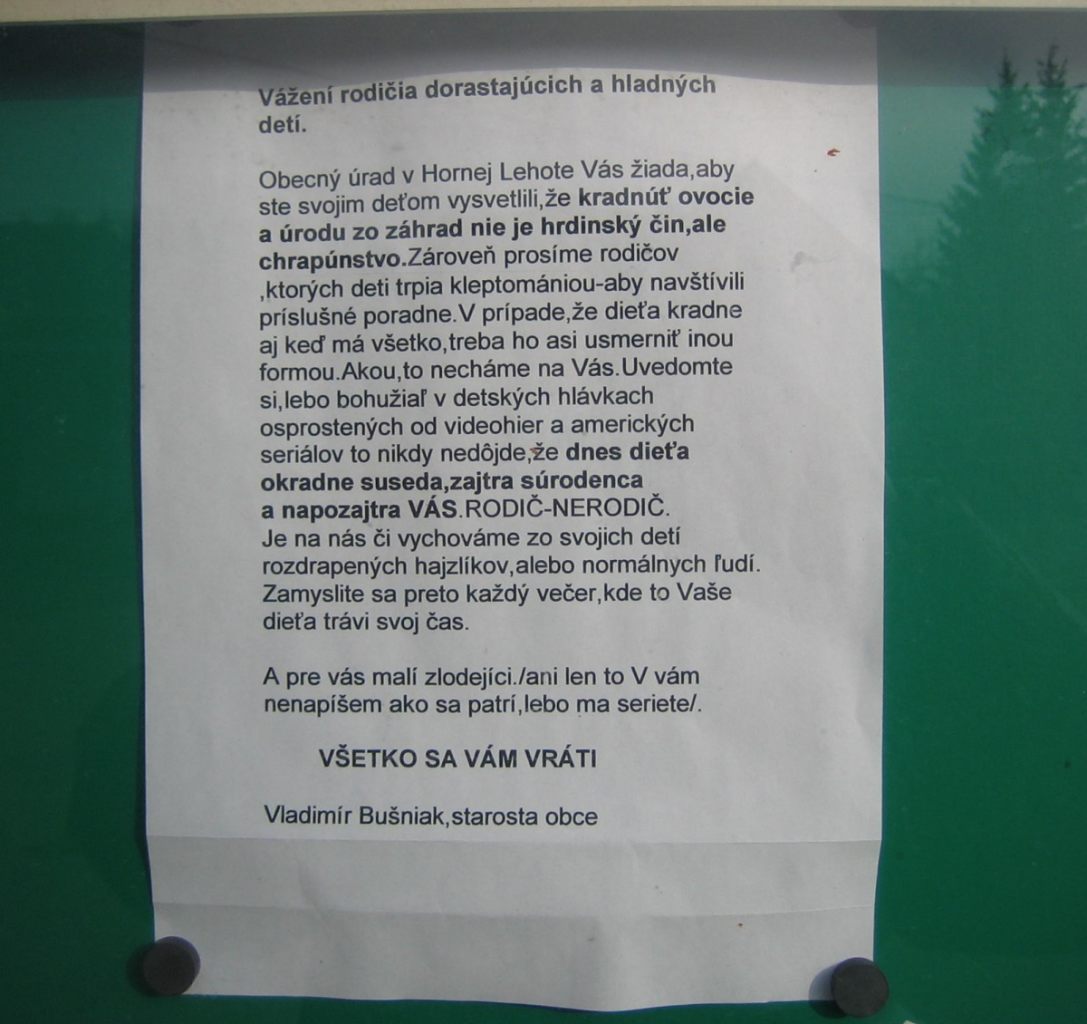 Vážení rodičia dorastajúcich a hladných
detí.
Obecný úrad v Hornej Lehote Vás žiada,aby
ste svojim deťom vysvetlili,že kradnúť ovocie
a úrodu zo záhrad nie je hrdinský čin,ale
chrapúnstvo.Zároveň prosíme rodičov
,ktorých deti trpia kleptomániou-aby navštívili
príslušné poradne.V prípade,že dieťa kradne
aj keď má všetko,treba ho asi usmerniť inou
formou.Akou,to necháme na Vás.Uvedomte
si,lebo bohužiaľ v detských hlávkach
osprostených od videohier a amerických
seriálov to nikdy nedôjde,že dnes dieťa
okradne suseda,zajtra súrodenca
a napozajtra VÁS.RODIČ-NERODIČ.
Je na nás či vychováme zo svojich detí
rozdrapených hajzlíkov,alebo normálnych ľudí.
Zamyslite sa preto každý večer,kde to Vaše
dieťa trávi svoj čas.
A pre vás malí zlodejíci./ani len to V vám
nenapíšem ako sa patrí,lebo ma seriete/.
VŠETKO SA VÁM VRÁTI
Vladimír Bušniak,starosta obce